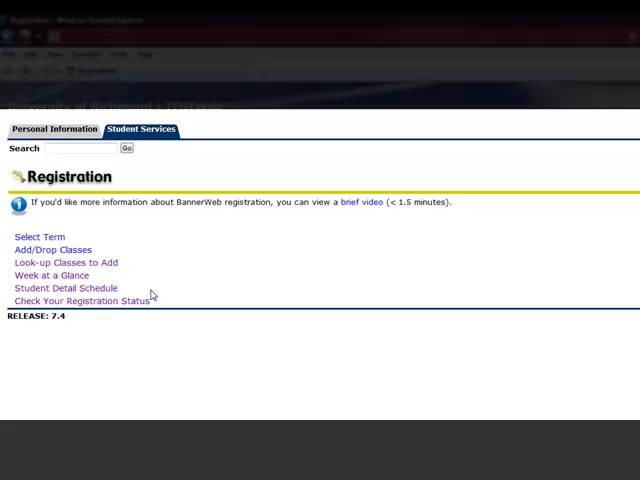 Personal Information Student Services
Search Go
Registration
If you'd like more information about BannerWeb registration, you can view a brief video (< 1.5 minutes).
Select Term
Add/Drop Classes
Look-up Classes to Add
Week at a Glance
Student Detail Schedule
Check Your Registration Status
RELEASE: 7.4